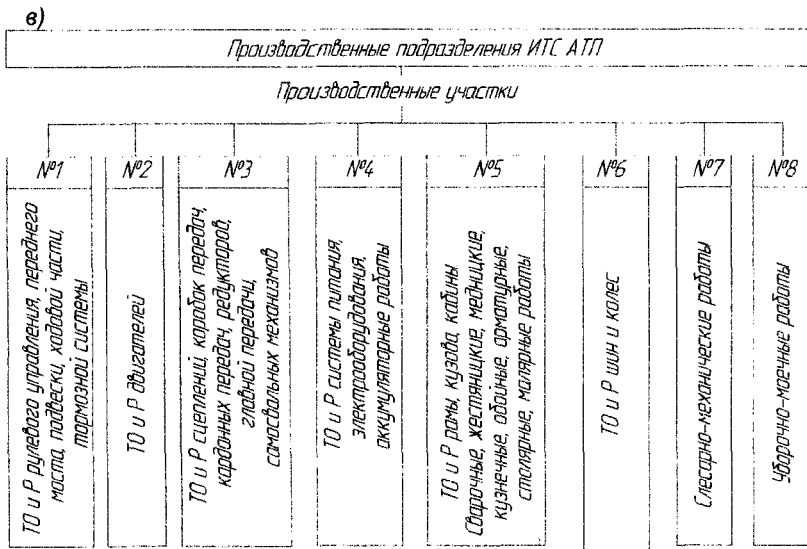 в)
Производственные подразделения ИТС АТП
Производственные участки
№1
ТО и Р рулевого управления, переднего
моста, подвески, ходовой части,
тормозной системы
№2
ТО и Р двигателей
№3
ТО и Р сцеплений, коробок передач,
карданных передач, редукторов,
главной передачи,
самосвальных механизмов
№4
ТО и Р системы питания,
электрооборудования,
аккумуляторные работы
№5
ТО и Р рамы, кузова, кабины
Сварочные, жестяницкие, медницкие,
кузнечные, обойные, арматурные,
столярные, малярные работы
№6
ТО и Р шин и колес
№7
Слесарно-механические работы
№8
Уборочно-моечные работы